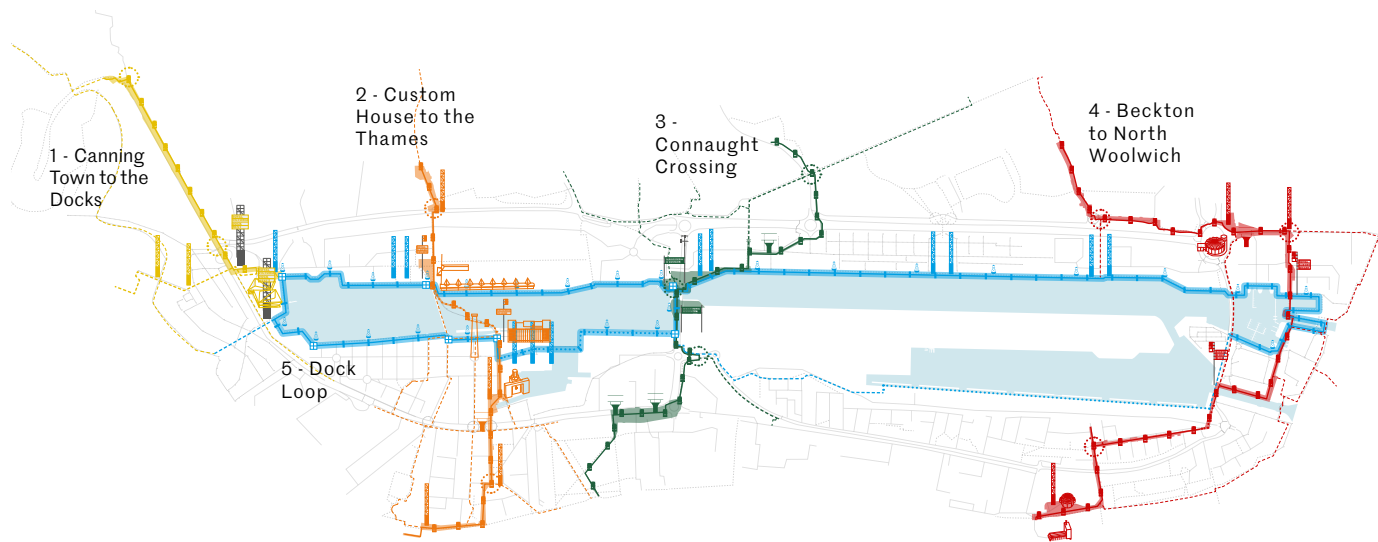 1 - Canning
Town to the
Docks
2 - Custom
House to the
Thames
3 -
Connaught
Crossing
4 - Beckton
to North
Woolwich
5 - Dock
Loop